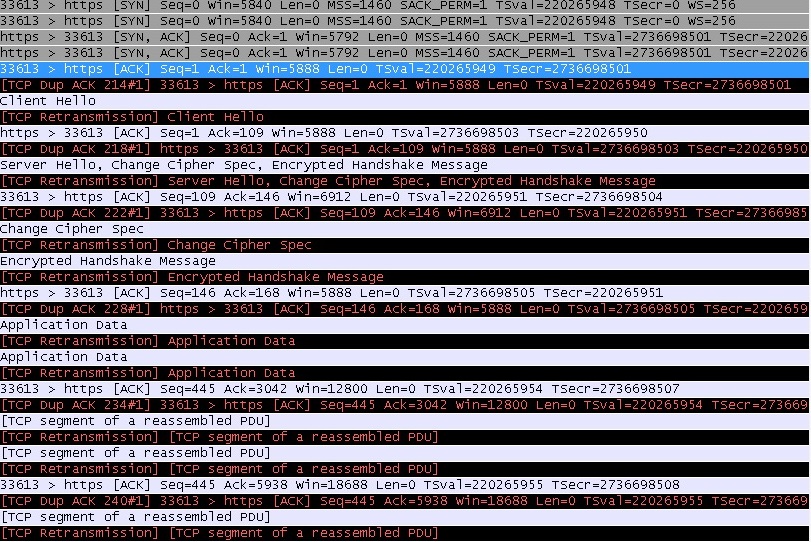 33613 > https [SYN] Seq=0 Win=5840 Len=0 MSS=1460 SACK_PERM=1 TSval=220265948 TSecr=0 WS=256
33613 > https [SYN] Seq=0 Win=5840 Len=0 MSS=1460 SACK_PERM=1 TSval=220265948 TSecr=0 WS=256
https > 33613 [SYN, ACK] Seq=0 Ack=1 Win=5792 Len=0 MSS=1460 SACK_PERM=1 TSval=2736698501 TSecr=22026
https > 33613 [SYN, ACK] Seq=0 Ack=1 Win=5792 Len=0 MSS=1460 SACK_PERM=1 TSval=2736698501 TSecr=22026
33613 > https [ACK] Seq=1 Ack=1 Win=5888 Len=0 TSval=220265949 TSecr=2736698501
[TCP Dup ACK 214#1] 33613 > https [ACK] Seq=1 Ack=1 Win=5888 Len=0 TSval=220265949 TSecr=2736698501
Client Hello
[TCP Retransmission] Client Hello
https > 33613 [ACK] Seq=1 Ack=109 Win=5888 Len=0 TSval=2736698503 TSecr=220265950
[TCP Dup ACK 218#1] https > 33613 [ACK] Seq=1 Ack=109 Win=5888 Len=0 TSval=2736698503 TSecr=220265950
Server Hello, Change Cipher Spec, Encrypted Handshake Message
[TCP Retransmission] Server Hello, Change Cipher Spec, Encrypted Handshake Message
33613 > https [ACK] Seq=109 Ack=146 Win=6912 Len=0 TSval=220265951 TSecr=2736698504
[TCP Dup ACK 222#1] 33613 > https [ACK] Seq=109 Ack=146 Win=6912 Len=0 TSval=220265951 TSecr=27366985
Change Cipher Spec
[TCP Retransmission] Change Cipher Spec
Encrypted Handshake Message
[TCP Retransmission] Encrypted Handshake Message
https > 33613 [ACK] Seq=146 Ack=168 Win=5888 Len=0 TSval=2736698505 TSecr=220265951
[TCP Dup ACK 228#1] https > 33613 [ACK] Seq=146 Ack=168 Win=5888 Len=0 TSval=2736698505 TSecr=2202659
Application Data
[TCP Retransmission] Application Data
Application Data
[TCP Retransmission] Application Data
33613 > https [ACK] Seq=445 Ack=3042 Win=12800 Len=0 TSval=220265954 TSecr=2736698507
[TCP Dup ACK 234#1] 33613 > https [ACK] Seq=445 Ack=3042 Win=12800 Len=0 TSval=220265954 TSecr=273669
[TCP segment of a reassembled PDU]
[TCP Retransmission] [TCP segment of a reassembled PDU]
[TCP segment of a reassembled PDU]
[TCP Retransmission] [TCP segment of a reassembled PDU]
33613 > https [ACK] Seq=445 Ack=5938 Win=18688 Len=0 TSval=220265955 TSecr=2736698508
[TCP Dup ACK 240#1] 33613 > https [ACK] Seq=445 Ack=5938 Win=18688 Len=0 TSval=220265955 TSecr=273669
[TCP segment of a reassembled PDU]
[TCP Retransmission] [TCP segment of a reassembled PDU]